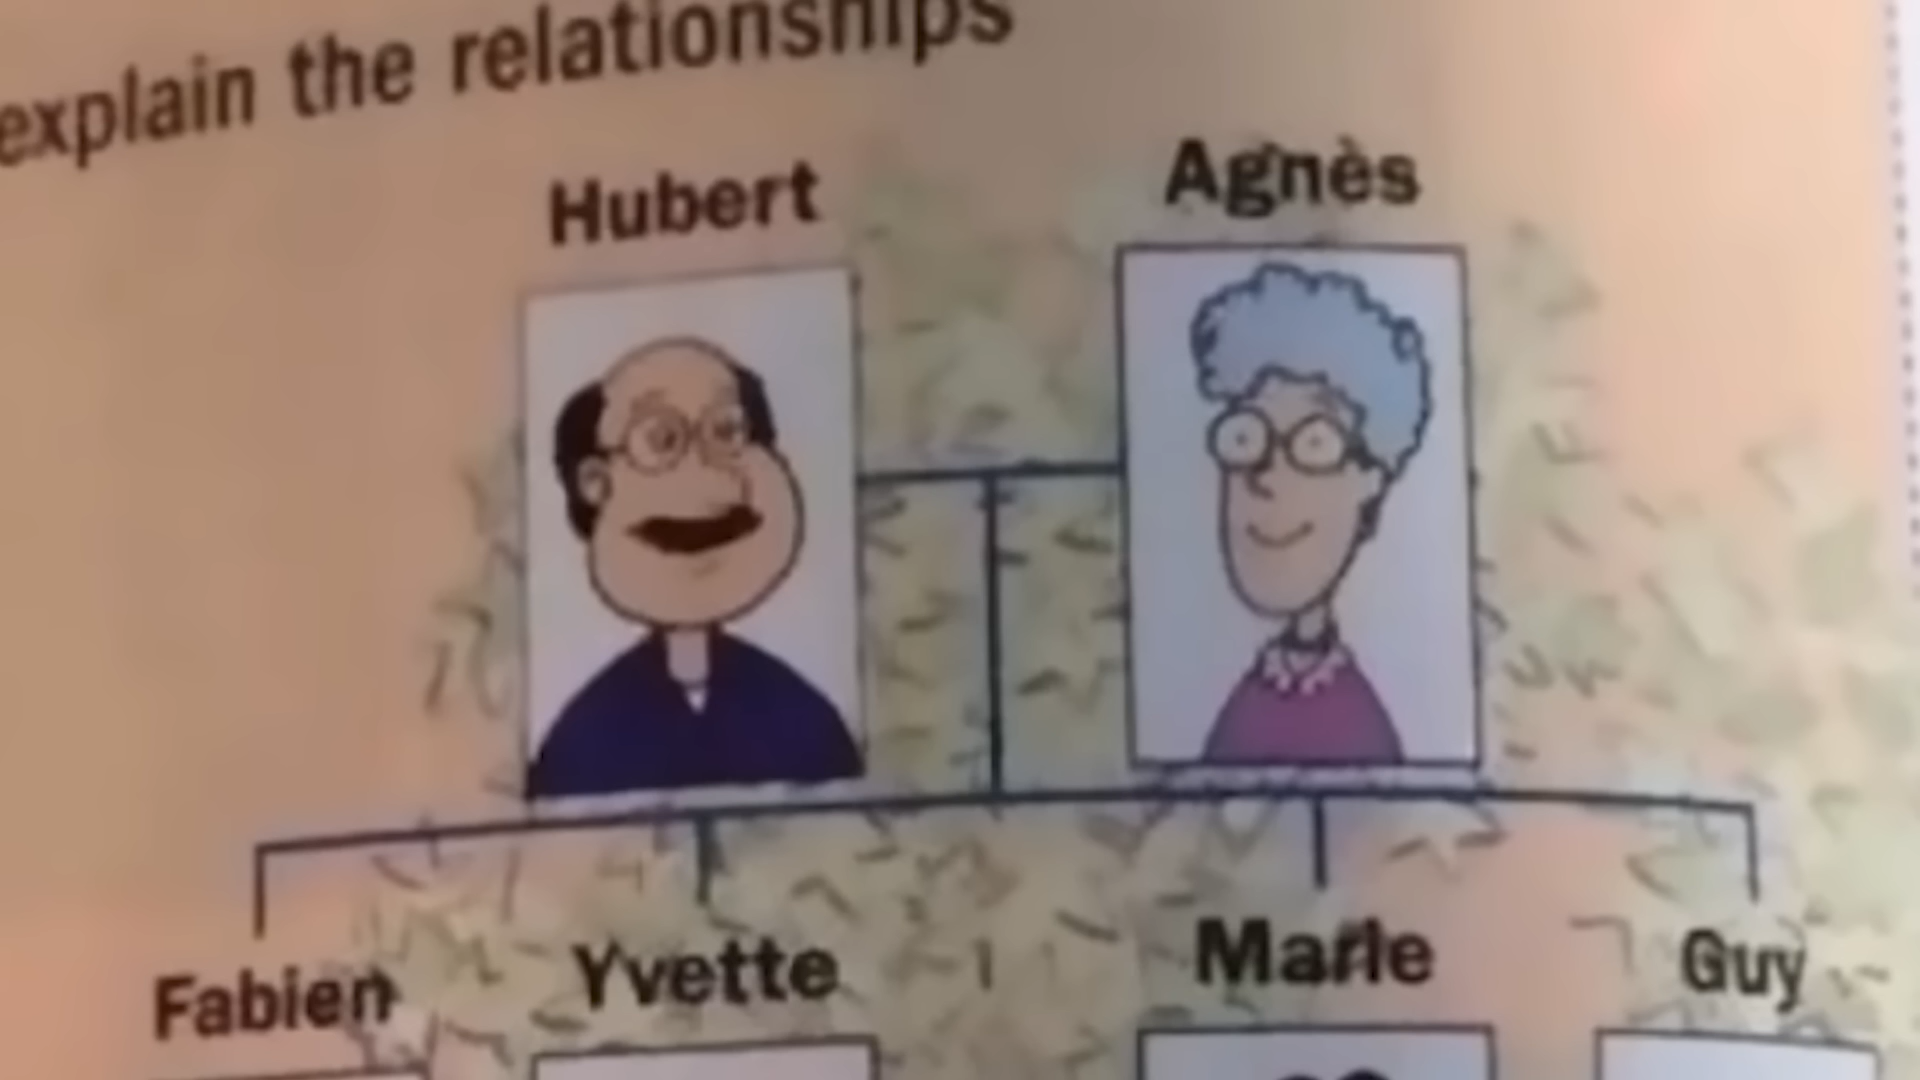 explain the relationships
Hubert
Agnès
Fabien
Yvette
Marie
Guy